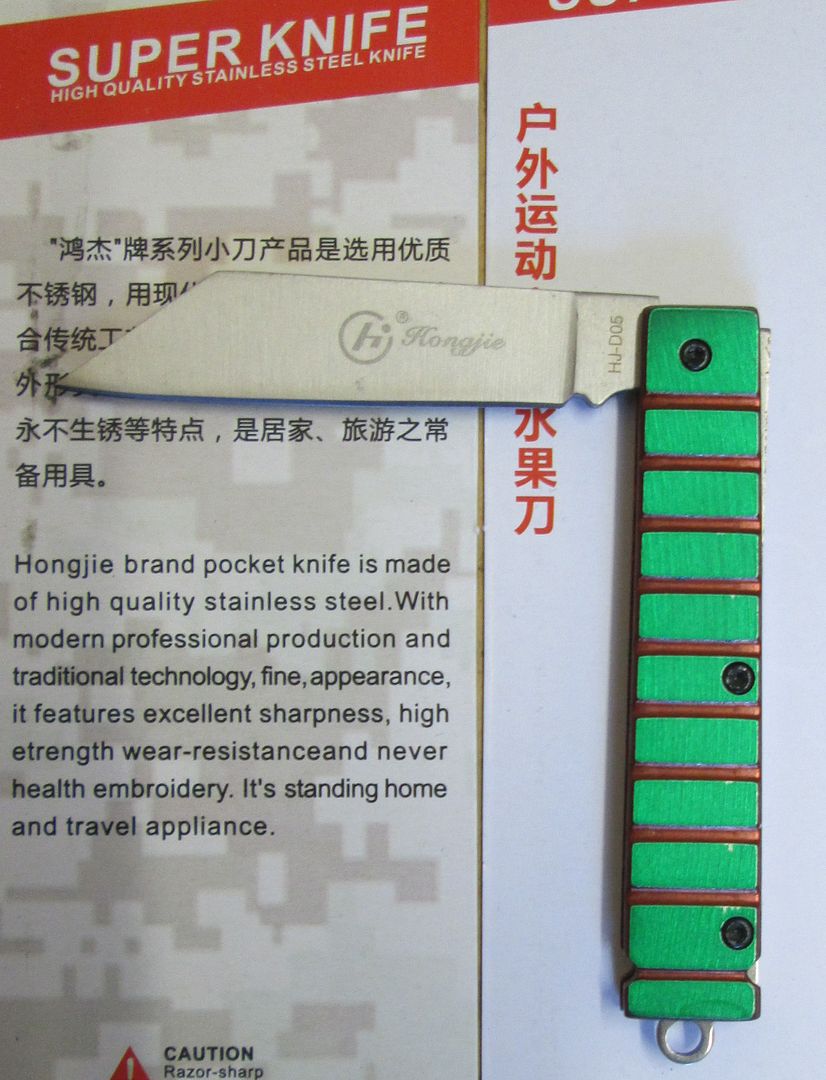 SUPER KNIFE
HIGH QUALITY STAINLESS STEEL KNIFE
"鸿杰"牌系列小刀产品是选用优质
不锈钢，用现
合传统工
外形
永不生锈等特点，是居家、旅游之常
备用具。
Hongjie brand pocket knife is made
of high quality stainless steel.With
modern professional production and
traditional technology, fine, appearance,
it features excellent sharpness, high
etrength wear-resistanceand never
health embroidery. It's standing home
and travel appliance.
CAUTION
Razor-sharp
户外运动
水果刀
Hi ® Hongjie
HJ-D05